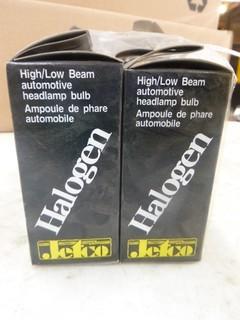 High/Low Beam
automotive
headlamp bulb
Ampoule de phare
automobile
Halogen
Jetco
High/Low Beam
automotive
headlamp bulb
Ampoule de phare
automobile
Halogen
Jetco